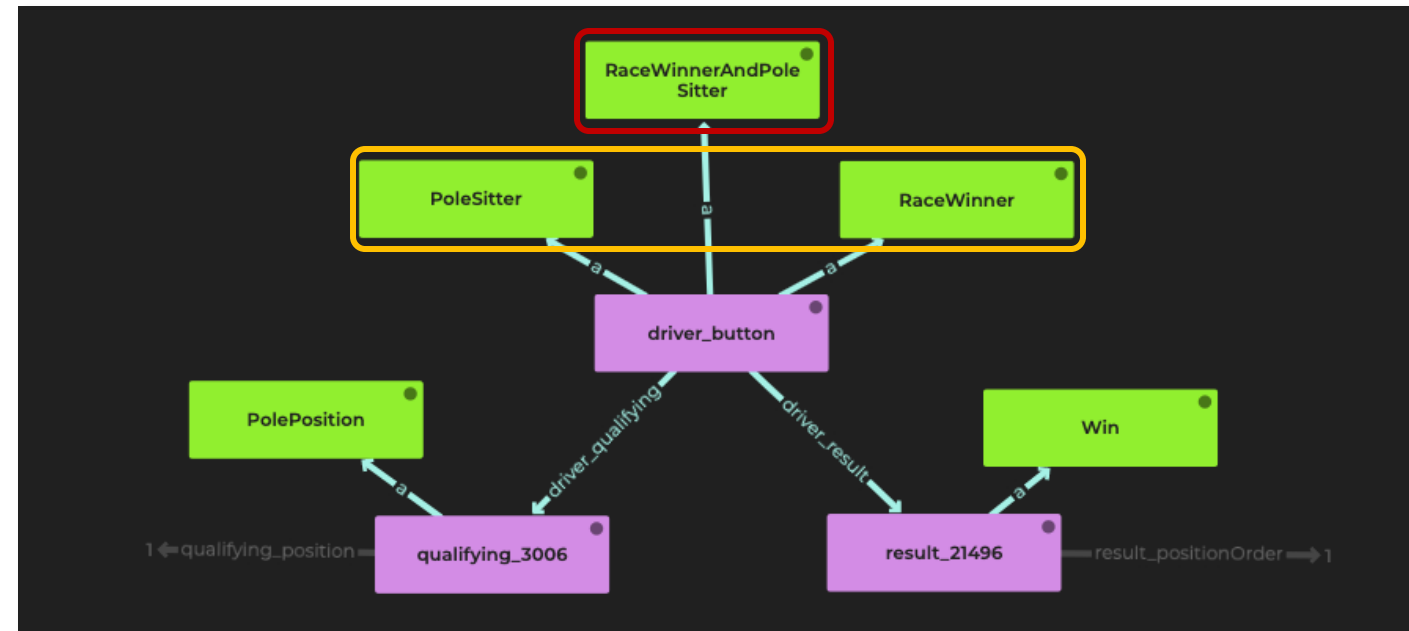 RaceWinnerAndPole
Sitter
PoleSitter
RaceWinner
a
a
a
driver_button
PolePosition
driver_qualifying
driver_result
Win
a
a
1
qualifying_position
qualifying_3006
result_21496
result_positionOrder
1